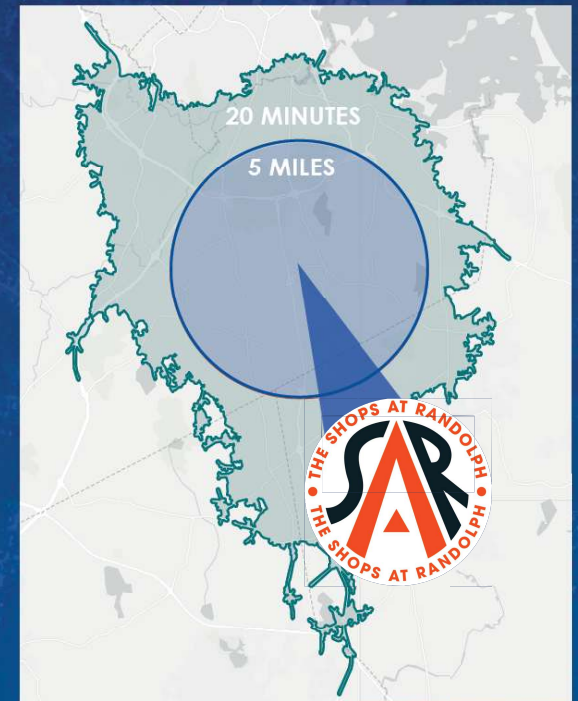 20 MINUTES
5 MILES
THE SHOPS AT RANDOLPH
SAR
THE SHOPS AT RANDOLPH